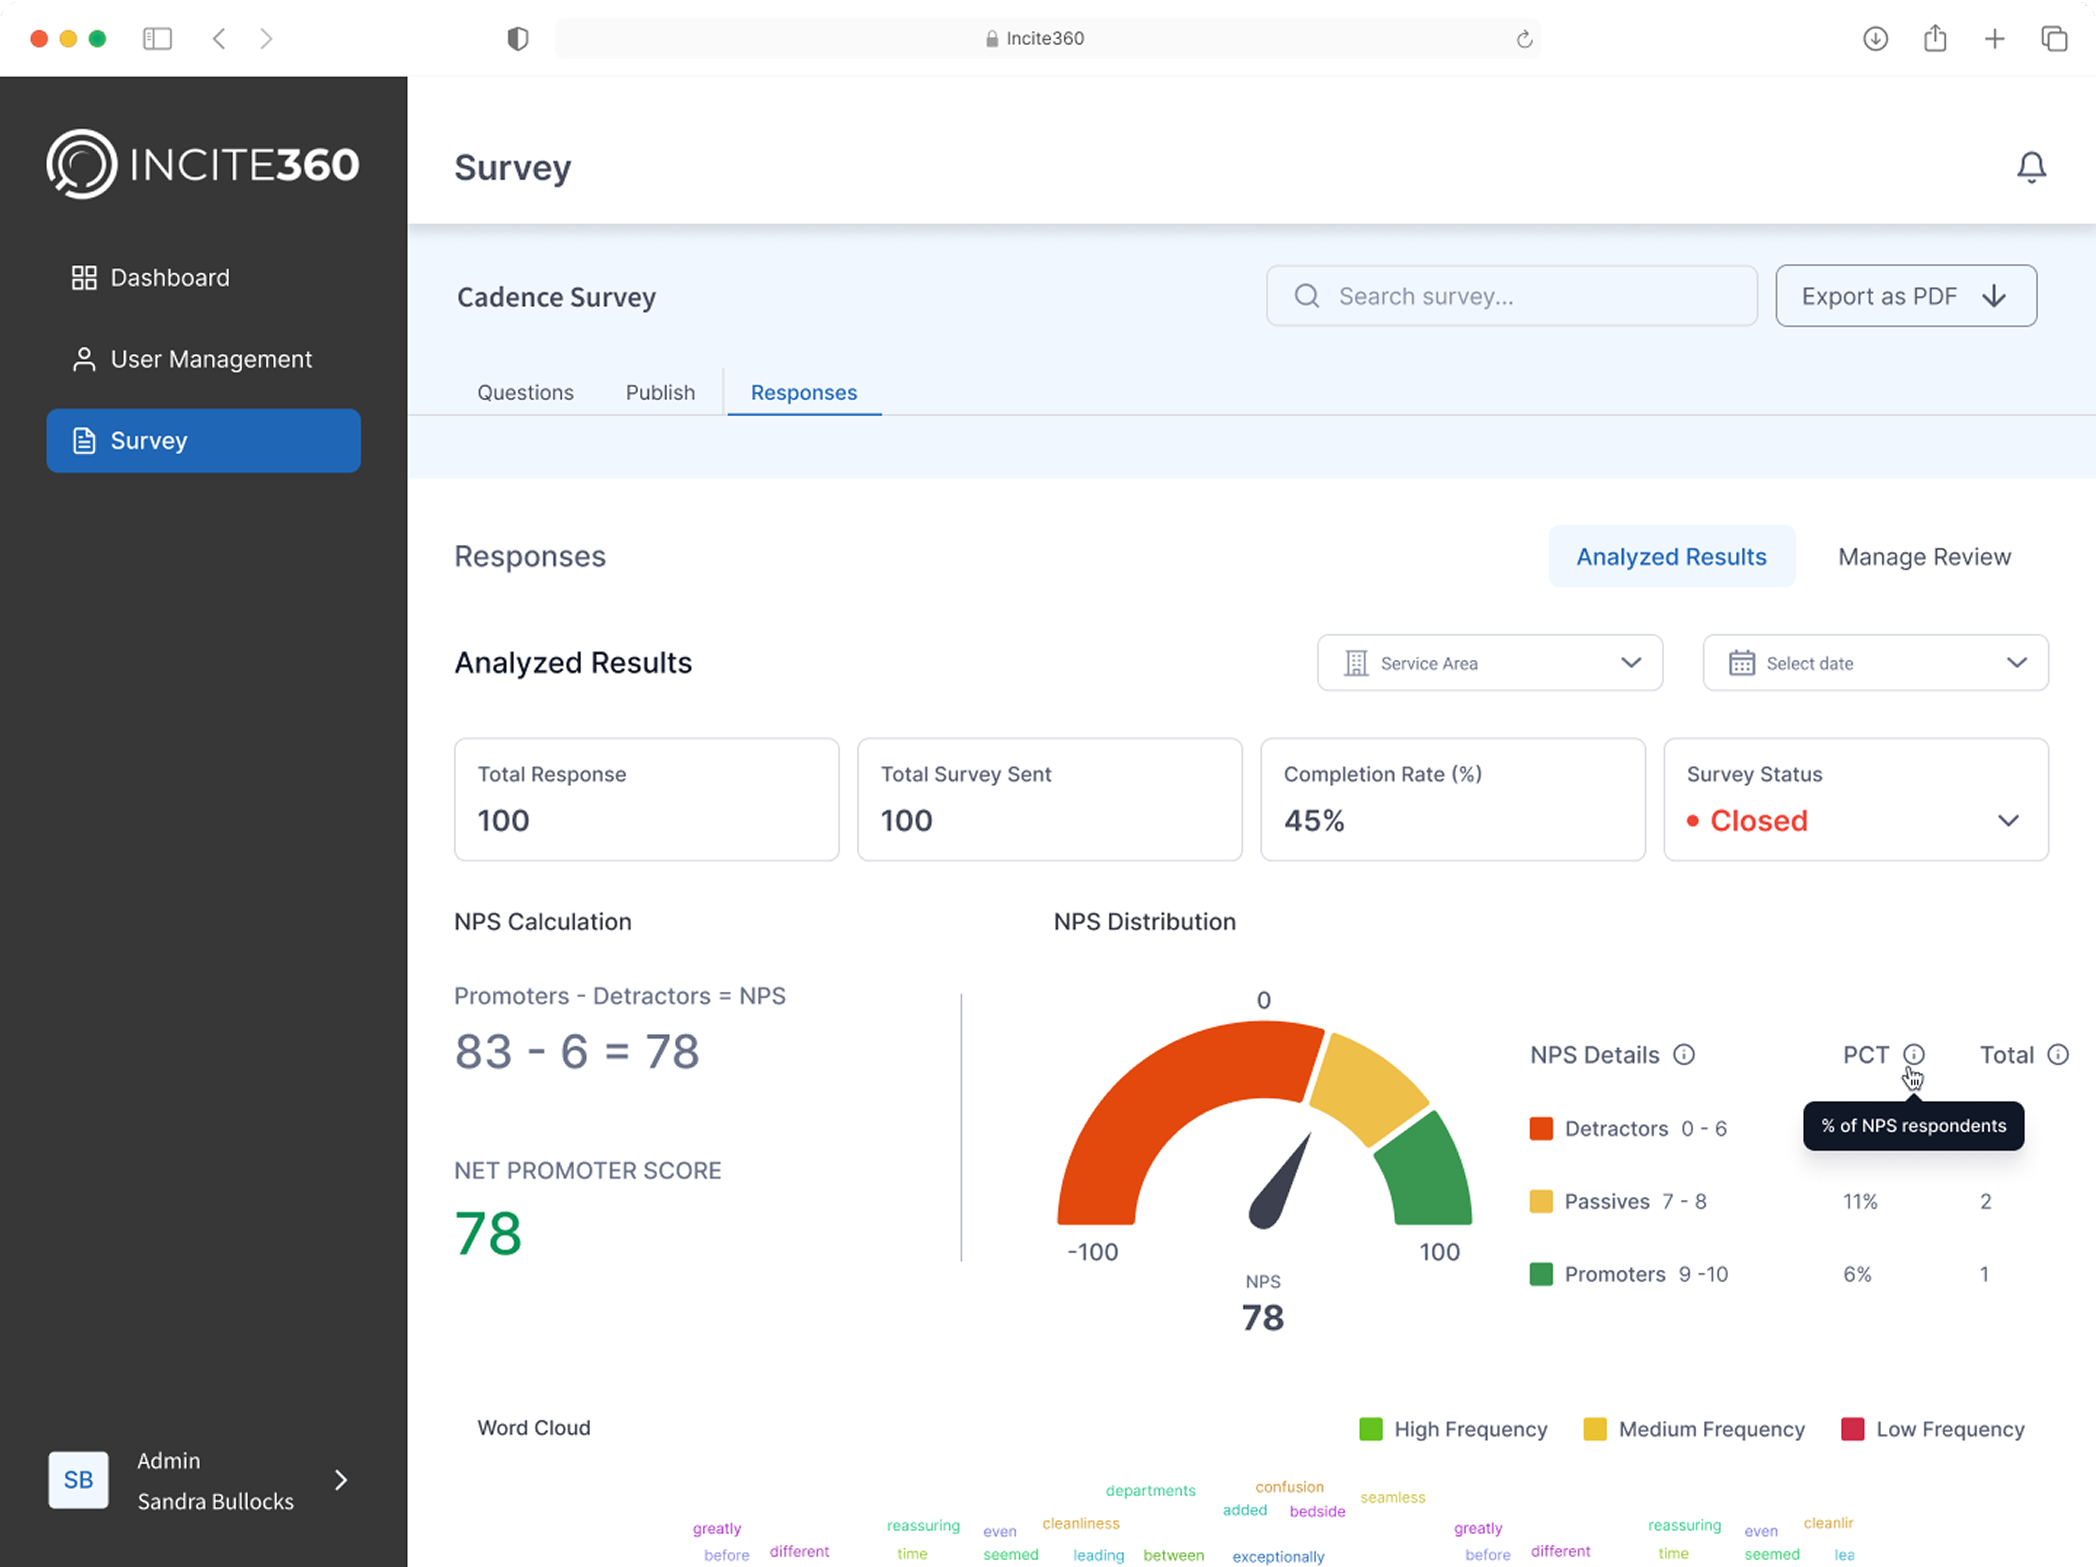 Incite360
INCITE360
Dashboard
User Management
Survey
SB
Admin
Sandra Bullocks
Survey
Cadence Survey
Search survey...
Export as PDF
Questions
Publish
Responses
Responses
Analyzed Results
Manage Review
Analyzed Results
Service Area
Select date
Total Response
100
Total Survey Sent
100
Completion Rate (%)
45%
Survey Status
Closed
NPS Calculation
Promoters - Detractors = NPS
83 - 6 = 78
NET PROMOTER SCORE
78
NPS Distribution
0
-100
100
NPS
78
NPS Details
PCT
Total
% of NPS respondents
Detractors 0 - 6
Passives 7 - 8 11% 2
Promoters 9 -10 6% 1
Word Cloud
High Frequency
Medium Frequency
Low Frequency
departments
confusion
seamless
added
bedside
greatly
reassuring
even
cleanliness
greatly
reassuring
even
cleanlir
before
different
time
seemed
leading
between
exceptionally
before
different
time
seemed
lea